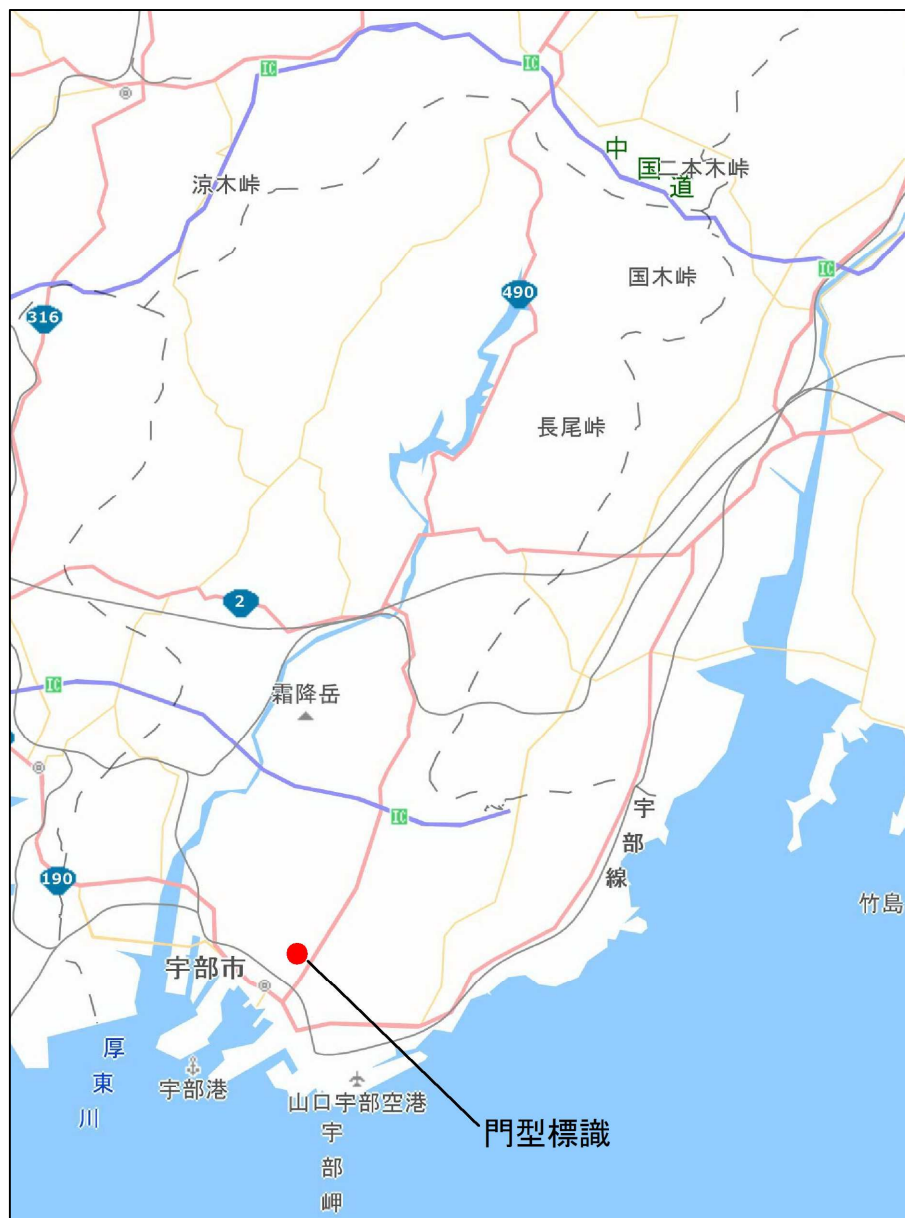 IC
IC
中国道
二本木峠
涼木峠
IC
国木峠
490
316
長尾峠
2
IC
霜降岳
宇部線
IC
190
竹島
宇部市
厚東川
宇部港
山口宇部空港
門型標識
宇部岬